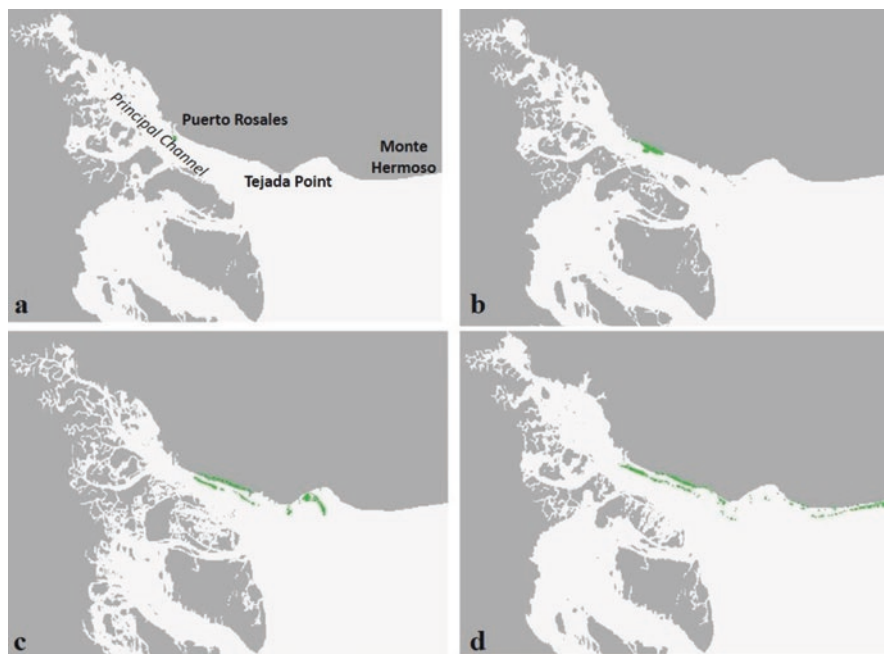 Principal Channel
Puerto Rosales
Monte
Hermoso
Tejada Point
a
b
c
d